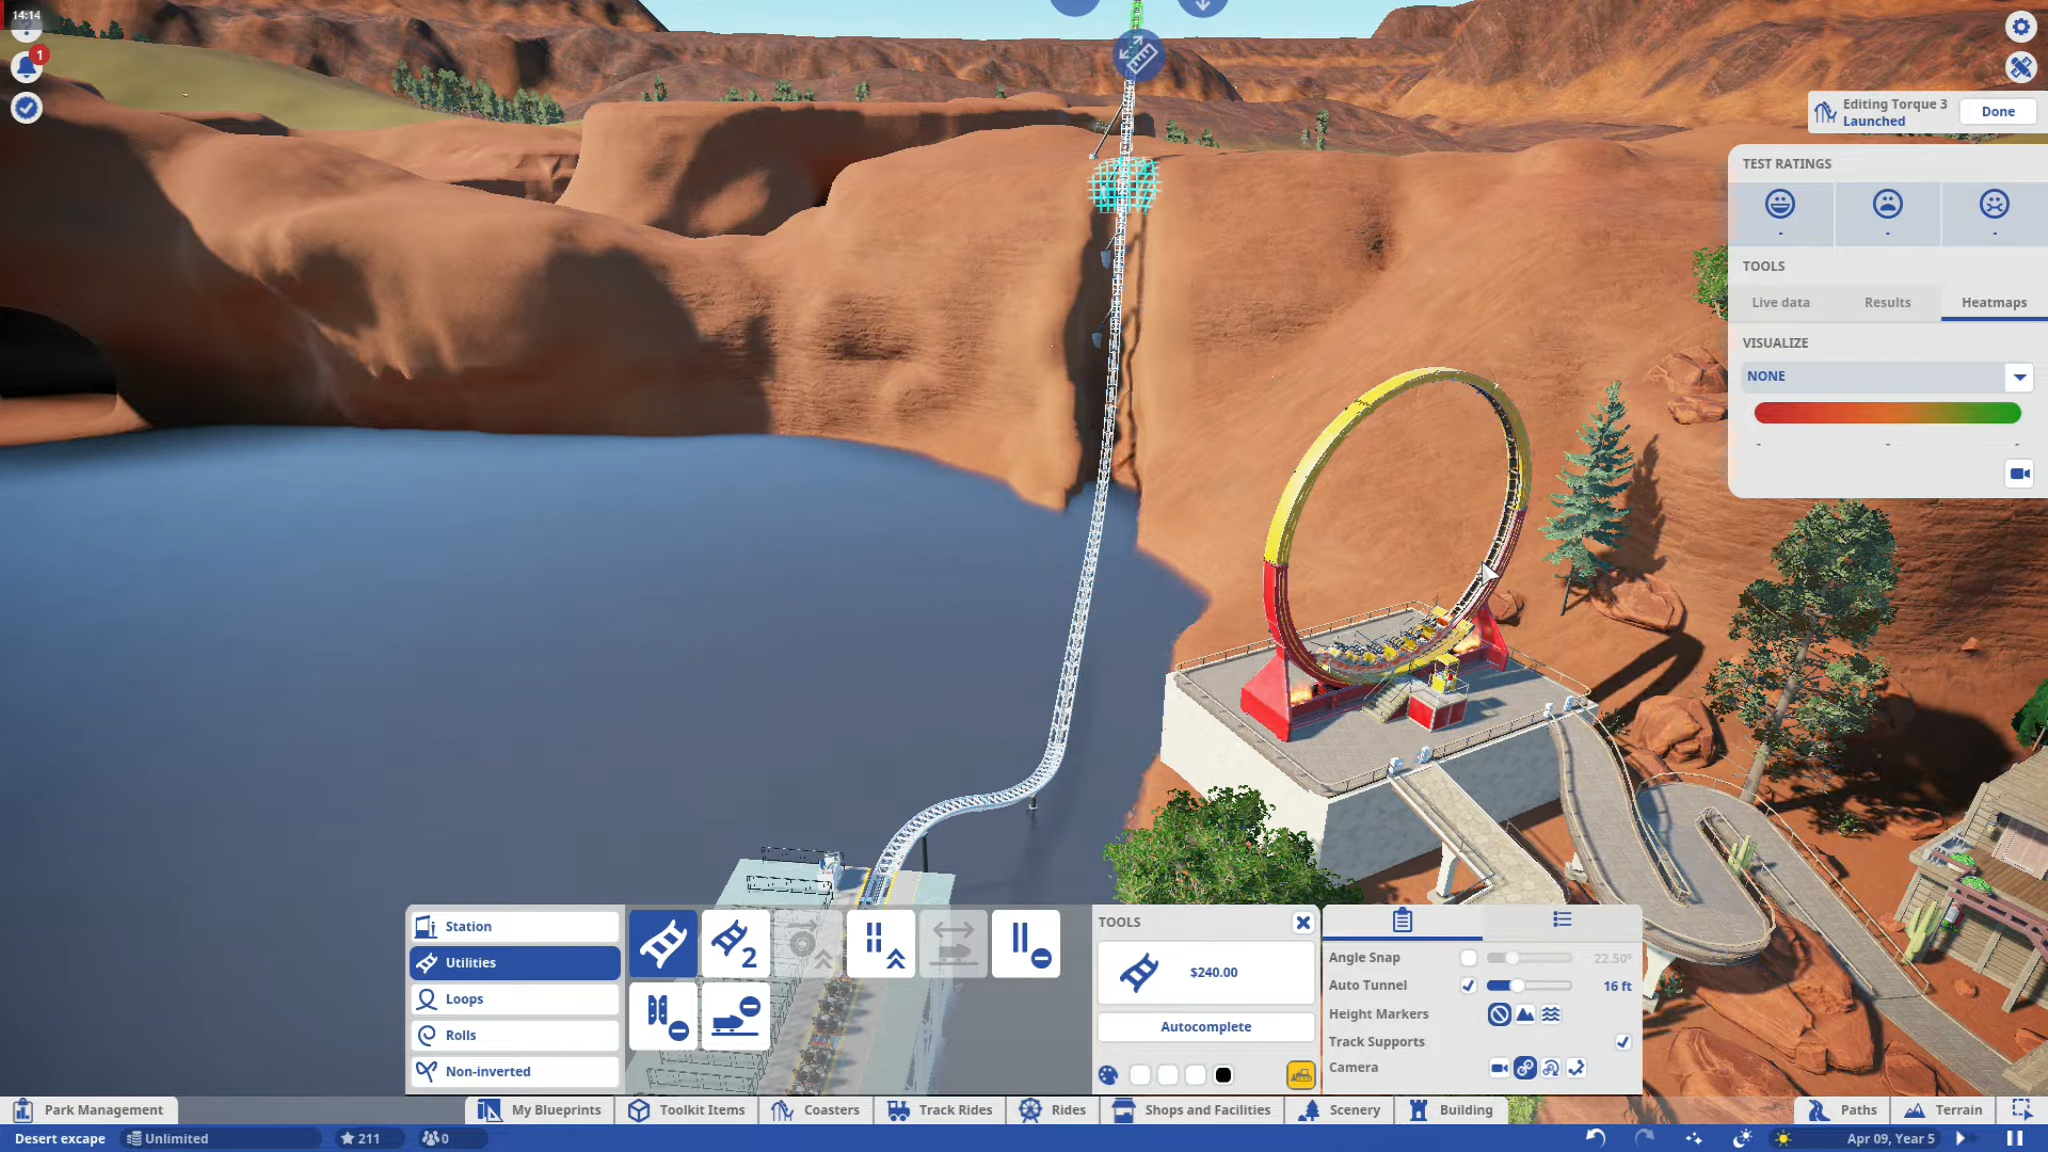 14:14
1
Editing Torque 3
Launched
Done
TEST RATINGS
-
-
-
TOOLS
Live data
Results
Heatmaps
VISUALIZE
NONE
-
-
-
Station
Utilities
Loops
Rolls
Non-inverted
2
TOOLS
$240.00
Autocomplete
Angle Snap
22.50°
Auto Tunnel
16 ft
Height Markers
Track Supports
Camera
Park Management
My Blueprints
Toolkit Items
Coasters
Track Rides
Rides
Shops and Facilities
Scenery
Building
Paths
Terrain
Desert escape
Unlimited
211
0
Apr 09, Year 5